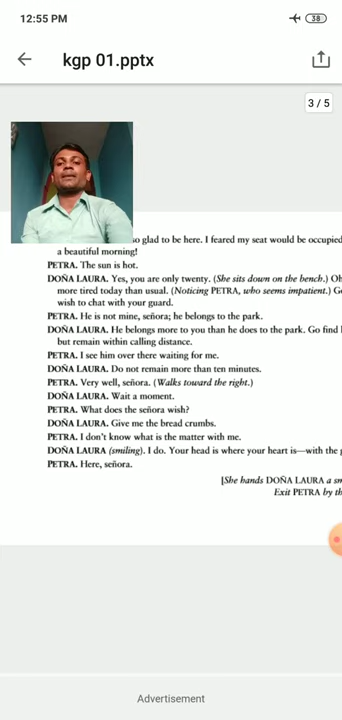 12:55 PM
38
kgp 01.pptx
3 / 5
so glad to be here. I feared my seat would be occupied
a beautiful morning!
PETRA. The sun is hot.
DOÑA LAURA. Yes, you are only twenty. (She sits down on the bench.) Oh
more tired today than usual. (Noticing PETRA, who seems impatient.) G
wish to chat with your guard.
PETRA. He is not mine, señora; he belongs to the park.
DOÑA LAURA. He belongs more to you than he does to the park. Go find
but remain within calling distance.
PETRA. I see him over there waiting for me.
DOÑA LAURA. Do not remain more than ten minutes.
PETRA. Very well, señora. (Walks toward the right.)
DOÑA LAURA. Wait a moment.
PETRA. What does the señora wish?
DOÑA LAURA. Give me the bread crumbs.
PETRA. I don't know what is the matter with me.
DOÑA LAURA (smiling). I do. Your head is where your heart is—with the
PETRA. Here, señora.
[She hands DOÑA LAURA a
Exit PETRA by
Advertisement